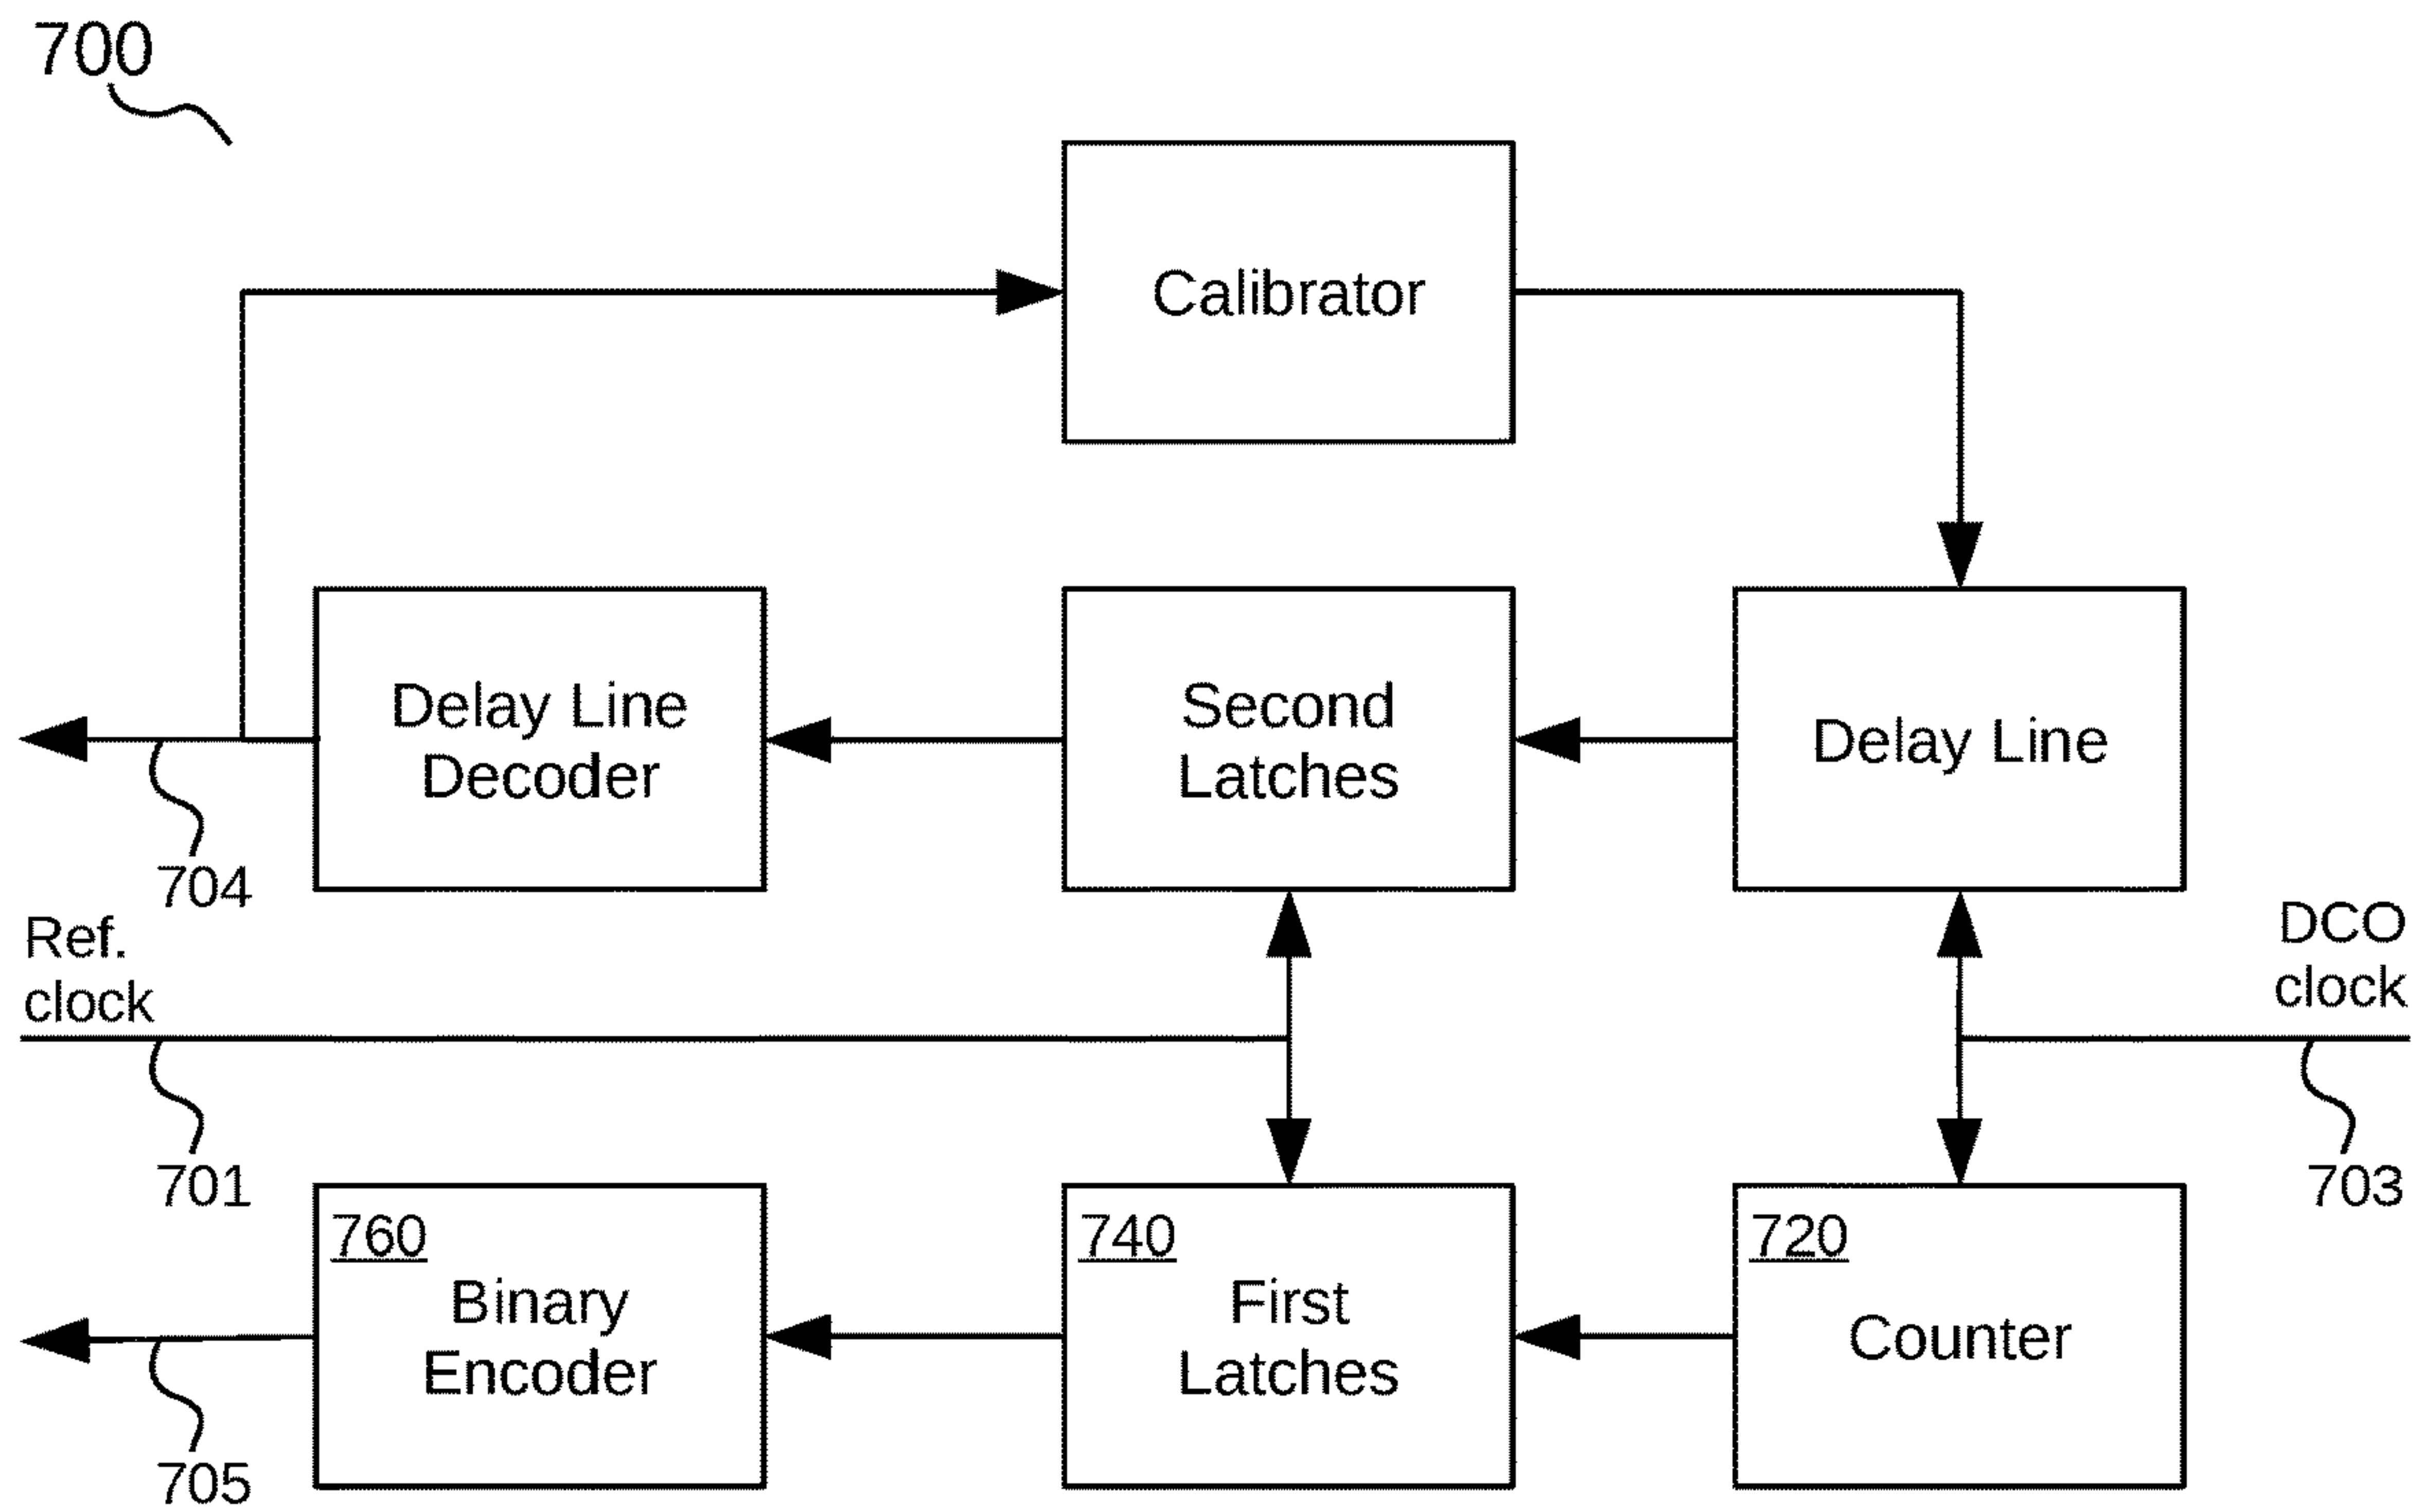 700
Calibrator
Delay Line
Decoder
Second
Latches
Delay Line
704
Ref.
clock
DCO
clock
701
703
760
Binary
Encoder
740
First
Latches
720
Counter
705